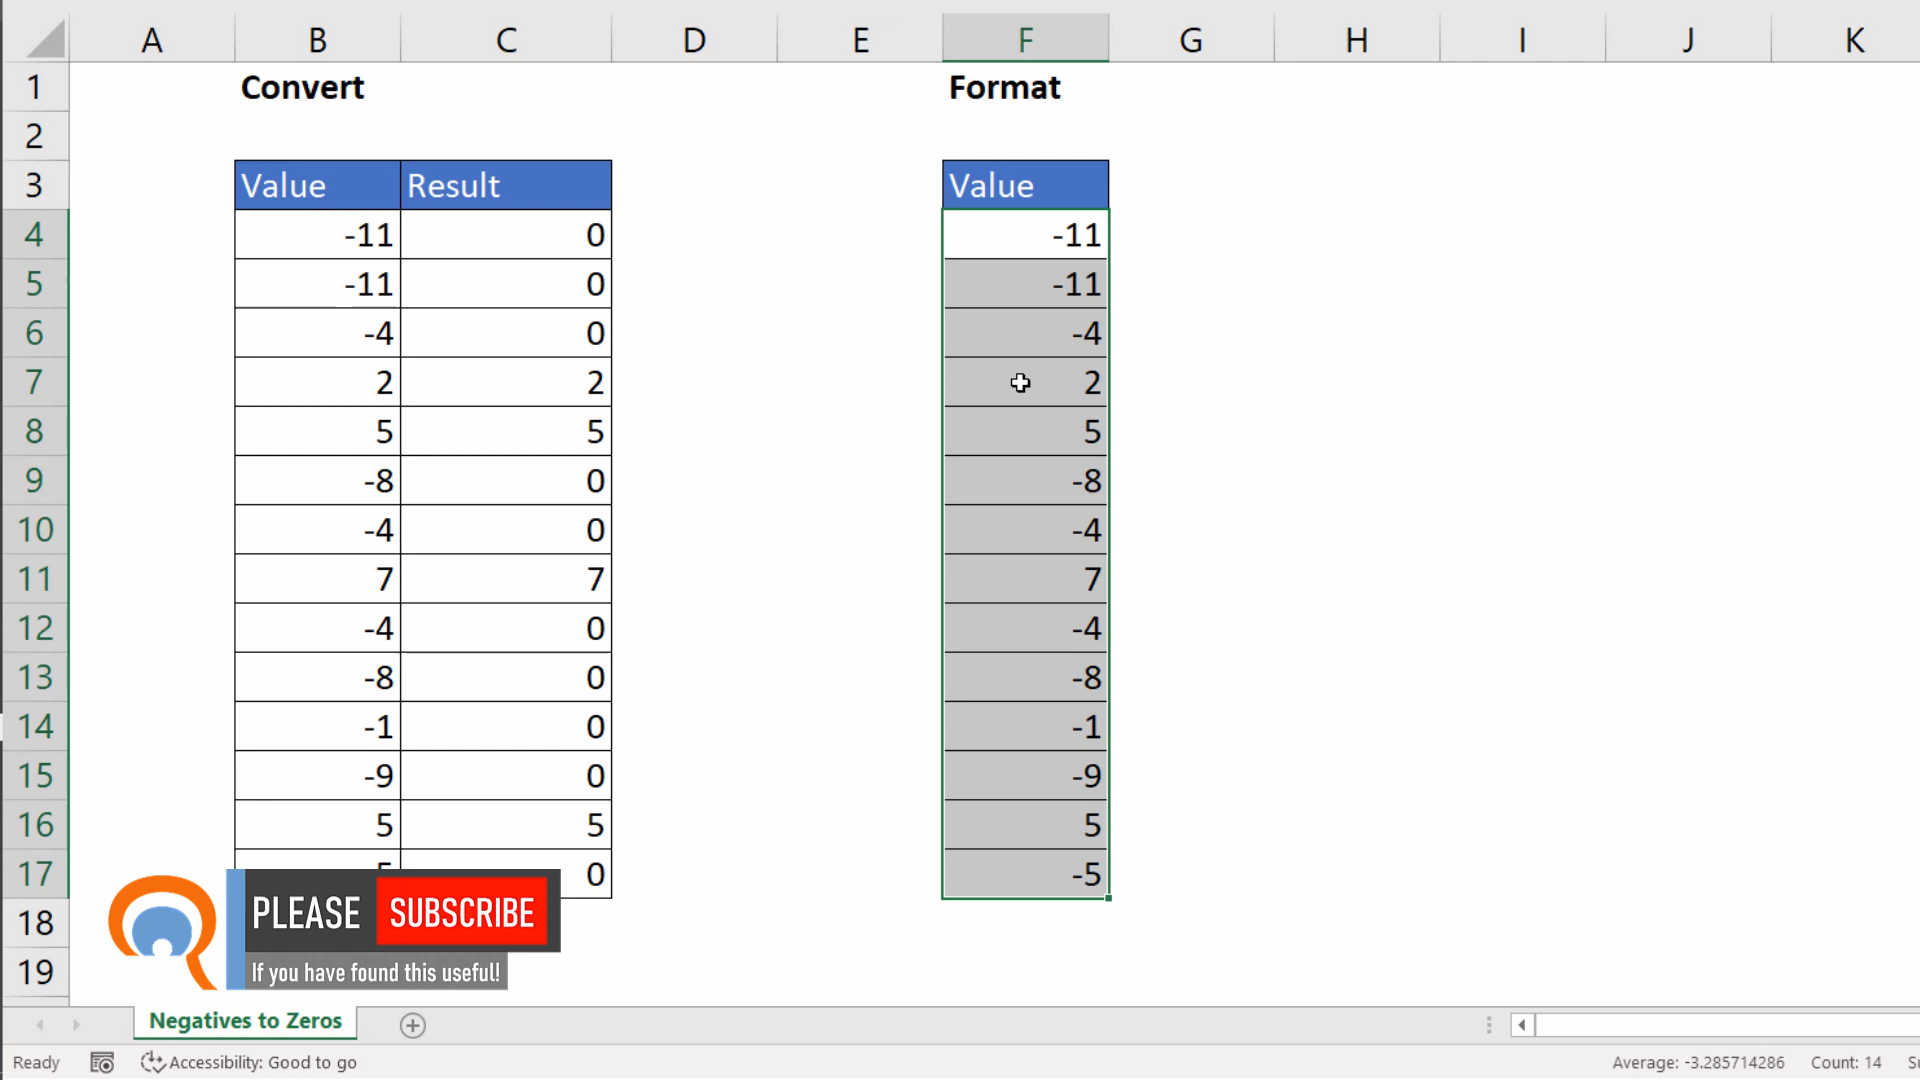 A B C D E F G H I J K
1 Convert Format
2
3 Value Result Value
4 -11 0 -11
5 -11 0 -11
6 -4 0 -4
7 2 2 2
8 5 5 5
9 -8 0 -8
10 -4 0 -4
11 7 7 7
12 -4 0 -4
13 -8 0 -8
14 -1 0 -1
15 -9 0 -9
16 5 5 5
17 0 -5
18
19
PLEASE SUBSCRIBE
If you have found this useful!
Negatives to Zeros
Ready Accessibility: Good to go Average: -3.285714286 Count: 14